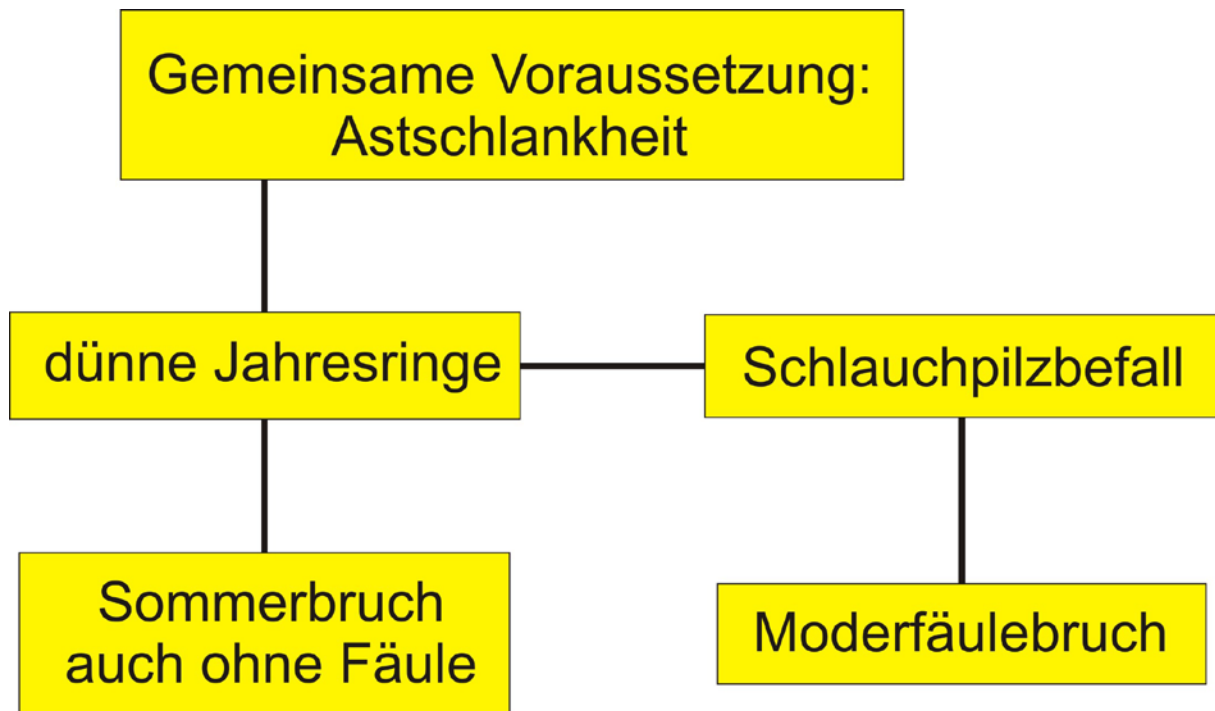 Gemeinsame Voraussetzung:
Astschlankheit
dünne Jahresringe
Schlauchpilzbefall
Sommerbruch
auch ohne Fäule
Moderfäulebruch